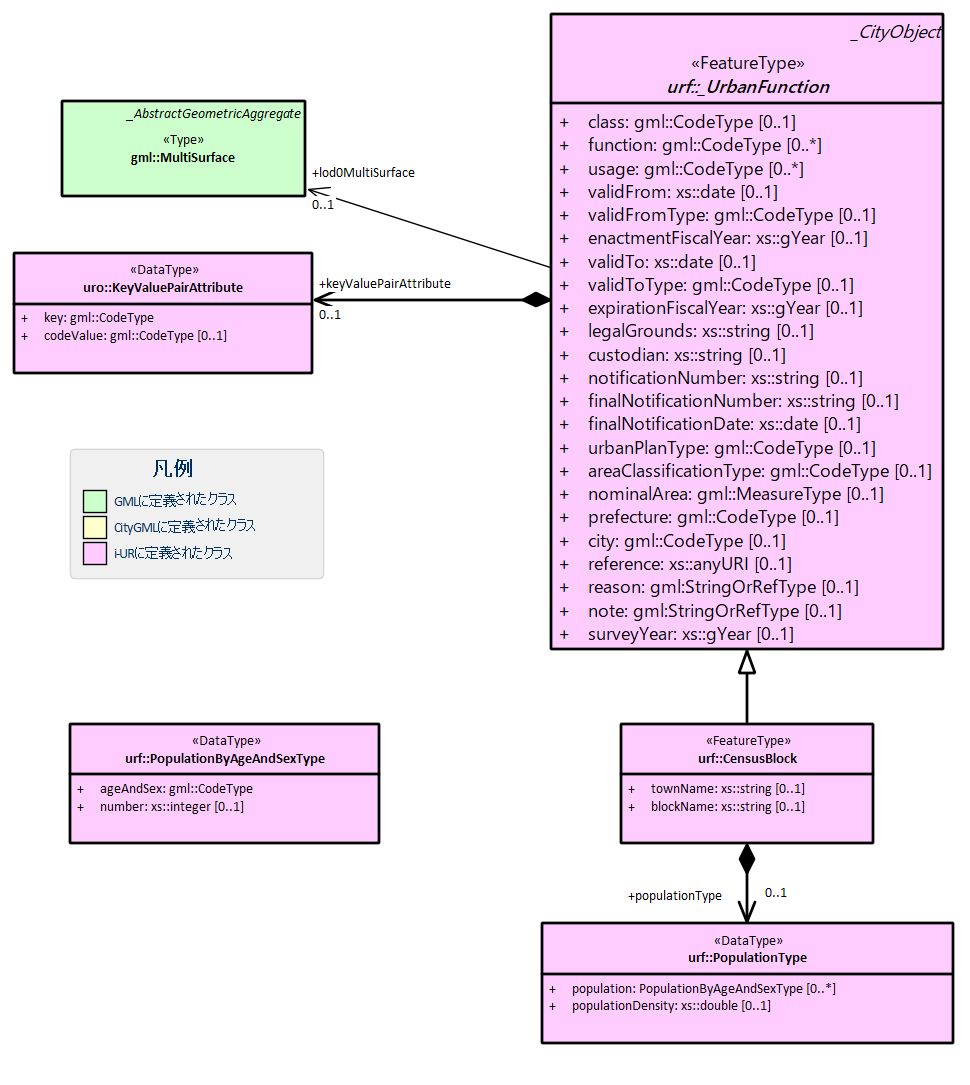 _CityObject
«FeatureType»
urf::_UrbanFunction
+ class: gml::CodeType [0..1]
+ function: gml::CodeType [0..*]
+ usage: gml::CodeType [0..*]
+ validFrom: xs::date [0..1]
+ validFromType: gml::CodeType [0..1]
+ enactmentFiscalYear: xs::gYear [0..1]
+ validTo: xs::date [0..1]
+ validToType: gml::CodeType [0..1]
+ expirationFiscalYear: xs::gYear [0..1]
+ legalGrounds: xs::string [0..1]
+ custodian: xs::string [0..1]
+ notificationNumber: xs::string [0..1]
+ finalNotificationNumber: xs::string [0..1]
+ finalNotificationDate: xs::date [0..1]
+ urbanPlanType: gml::CodeType [0..1]
+ areaClassificationType: gml::CodeType [0..1]
+ nominalArea: gml::MeasureType [0..1]
+ prefecture: gml::CodeType [0..1]
+ city: gml::CodeType [0..1]
+ reference: xs::anyURI [0..1]
+ reason: gml:StringOrRefType [0..1]
+ note: gml:StringOrRefType [0..1]
+ surveyYear: xs::gYear [0..1]
_AbstractGeometricAggregate
«Type»
gml::MultiSurface
+lod0MultiSurface
0..1
«DataType»
uro::KeyValuePairAttribute
+ key: gml::CodeType
+ codeValue: gml::CodeType [0..1]
+keyValuePairAttribute
0..1
凡例
GMLに定義されたクラス
CityGMLに定義されたクラス
i-URに定義されたクラス
«DataType»
urf::PopulationByAgeAndSexType
+ ageAndSex: gml::CodeType
+ number: xs::integer [0..1]
«FeatureType»
urf::CensusBlock
+ townName: xs::string [0..1]
+ blockName: xs::string [0..1]
+populationType
0..1
«DataType»
urf::PopulationType
+ population: PopulationByAgeAndSexType [0..*]
+ populationDensity: xs::double [0..1]